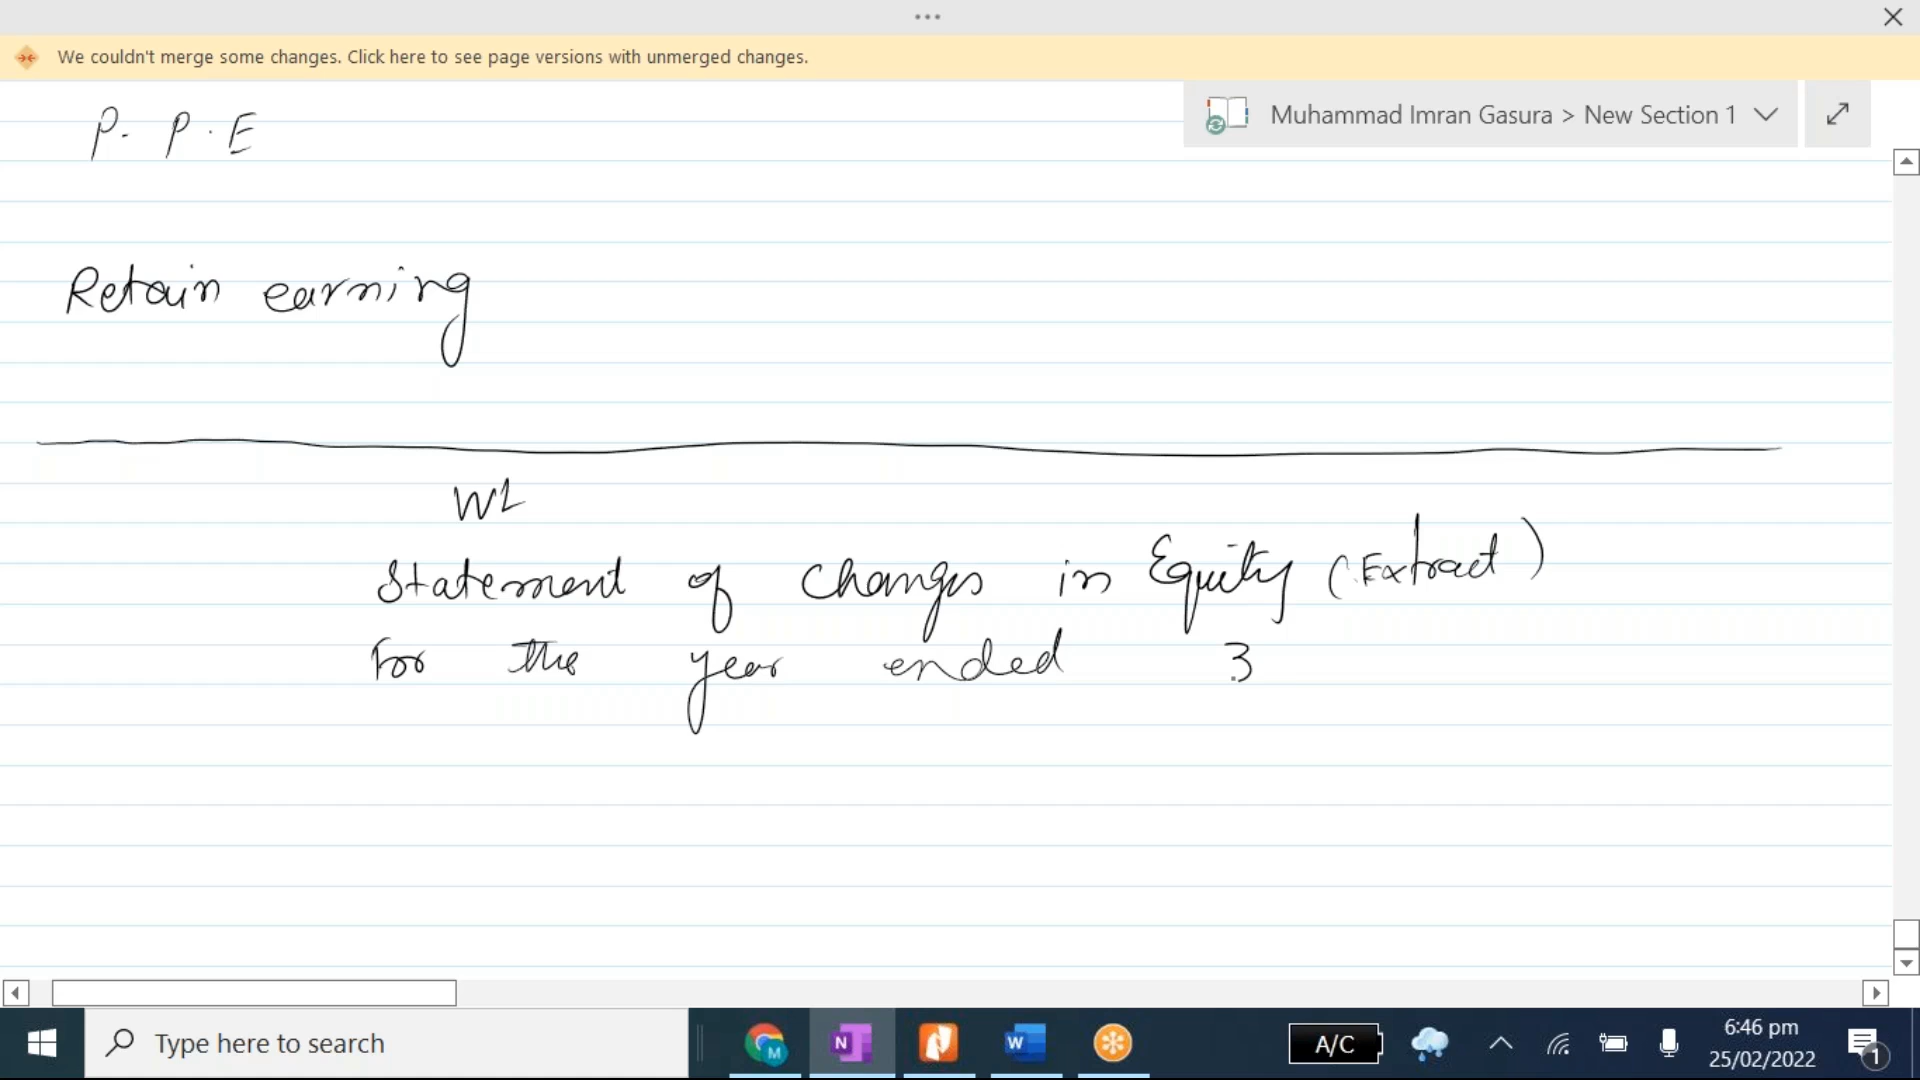 We couldn't merge some changes. Click here to see page versions with unmerged changes.
Muhammad Imran Gasura > New Section 1
P. P. E
Retain earning
W1
Statement of changes in Equity (Extract)
For the year ended 3
Type here to search
A/C
6:46 pm
25/02/2022
1